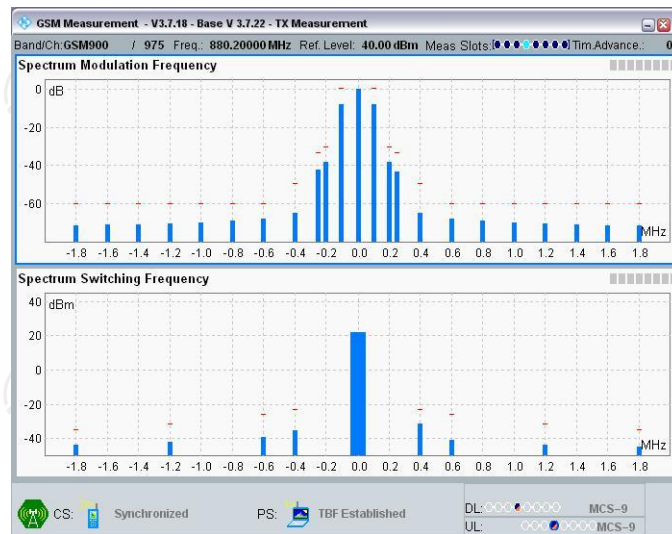 GSM Measurement - V3.7.18 - Base V 3.7.22 - TX Measurement
Band/Ch:GSM900 / 975 Freq.: 880.20000 MHz Ref. Level: 40.00 dBm Meas Slots: Tim.Advance.: 0
Spectrum Modulation Frequency
0 dB
-20
-40
-60
MHz
-1.8 -1.6 -1.4 -1.2 -1.0 -0.8 -0.6 -0.4 -0.2 0.0 0.2 0.4 0.6 0.8 1.0 1.2 1.4 1.6 1.8
Spectrum Switching Frequency
40 dBm
20
0
-20
-40 MHz
-1.8 -1.6 -1.4 -1.2 -1.0 -0.8 -0.6 -0.4 -0.2 0.0 0.2 0.4 0.6 0.8 1.0 1.2 1.4 1.6 1.8
CS: Synchronized PS: TBF Established DL: MCS-9
UL: MCS-9